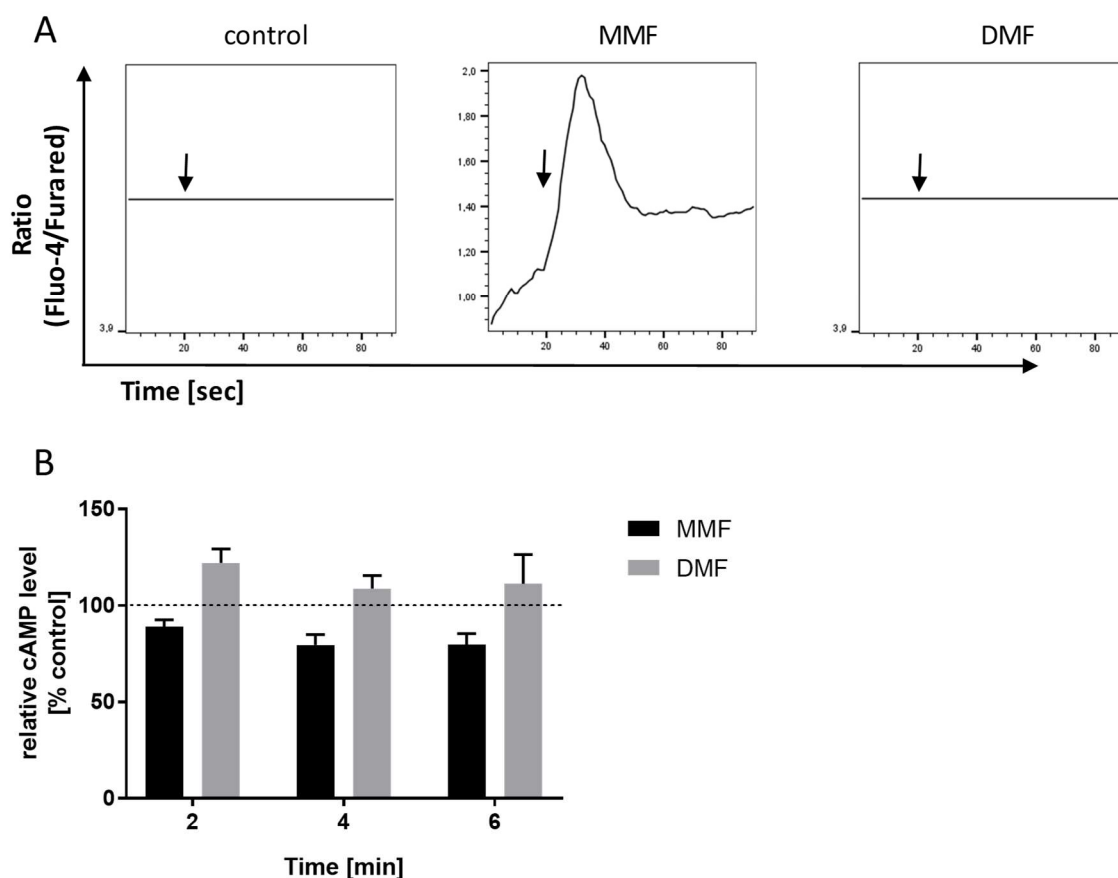 A
control
MMF
DMF
Ratio
(Fluo-4/Furared)
3,9
20 40 60 80
2,0
1,80
1,60
1,40
1,20
1,00
20 40 60 80
3,9
20 40 60 80
Time [sec]
B
relative cAMP level
[% control]
150
100
50
0
2 4 6
Time [min]
MMF
DMF